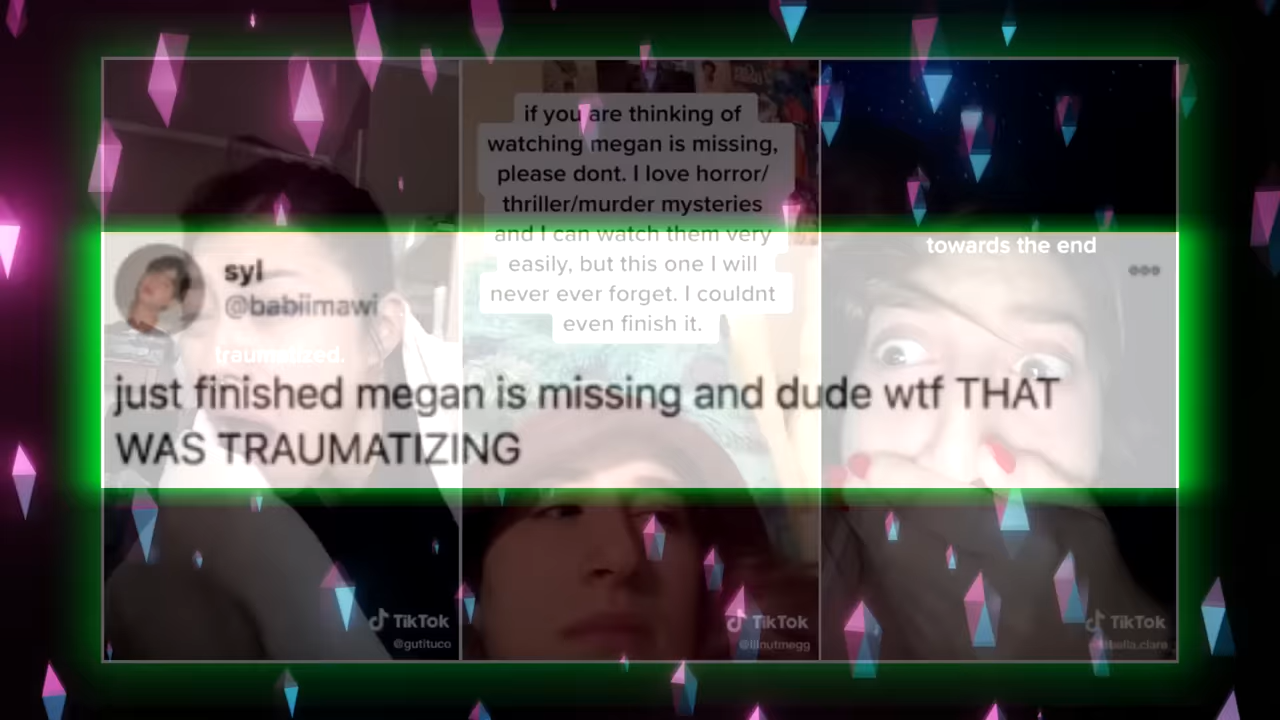 if you are thinking of
watching megan is missing,
please dont. I love horror/
thriller/murder mysteries
and I can watch them very
easily, but this one I will
never ever forget. I couldnt
even finish it.
towards the end
syl
@babiimawi
traumatized.
just finished megan is missing and dude wtf THAT
WAS TRAUMATIZING
TikTok
@gutituco
TikTok
@lilnutmegg
TikTok